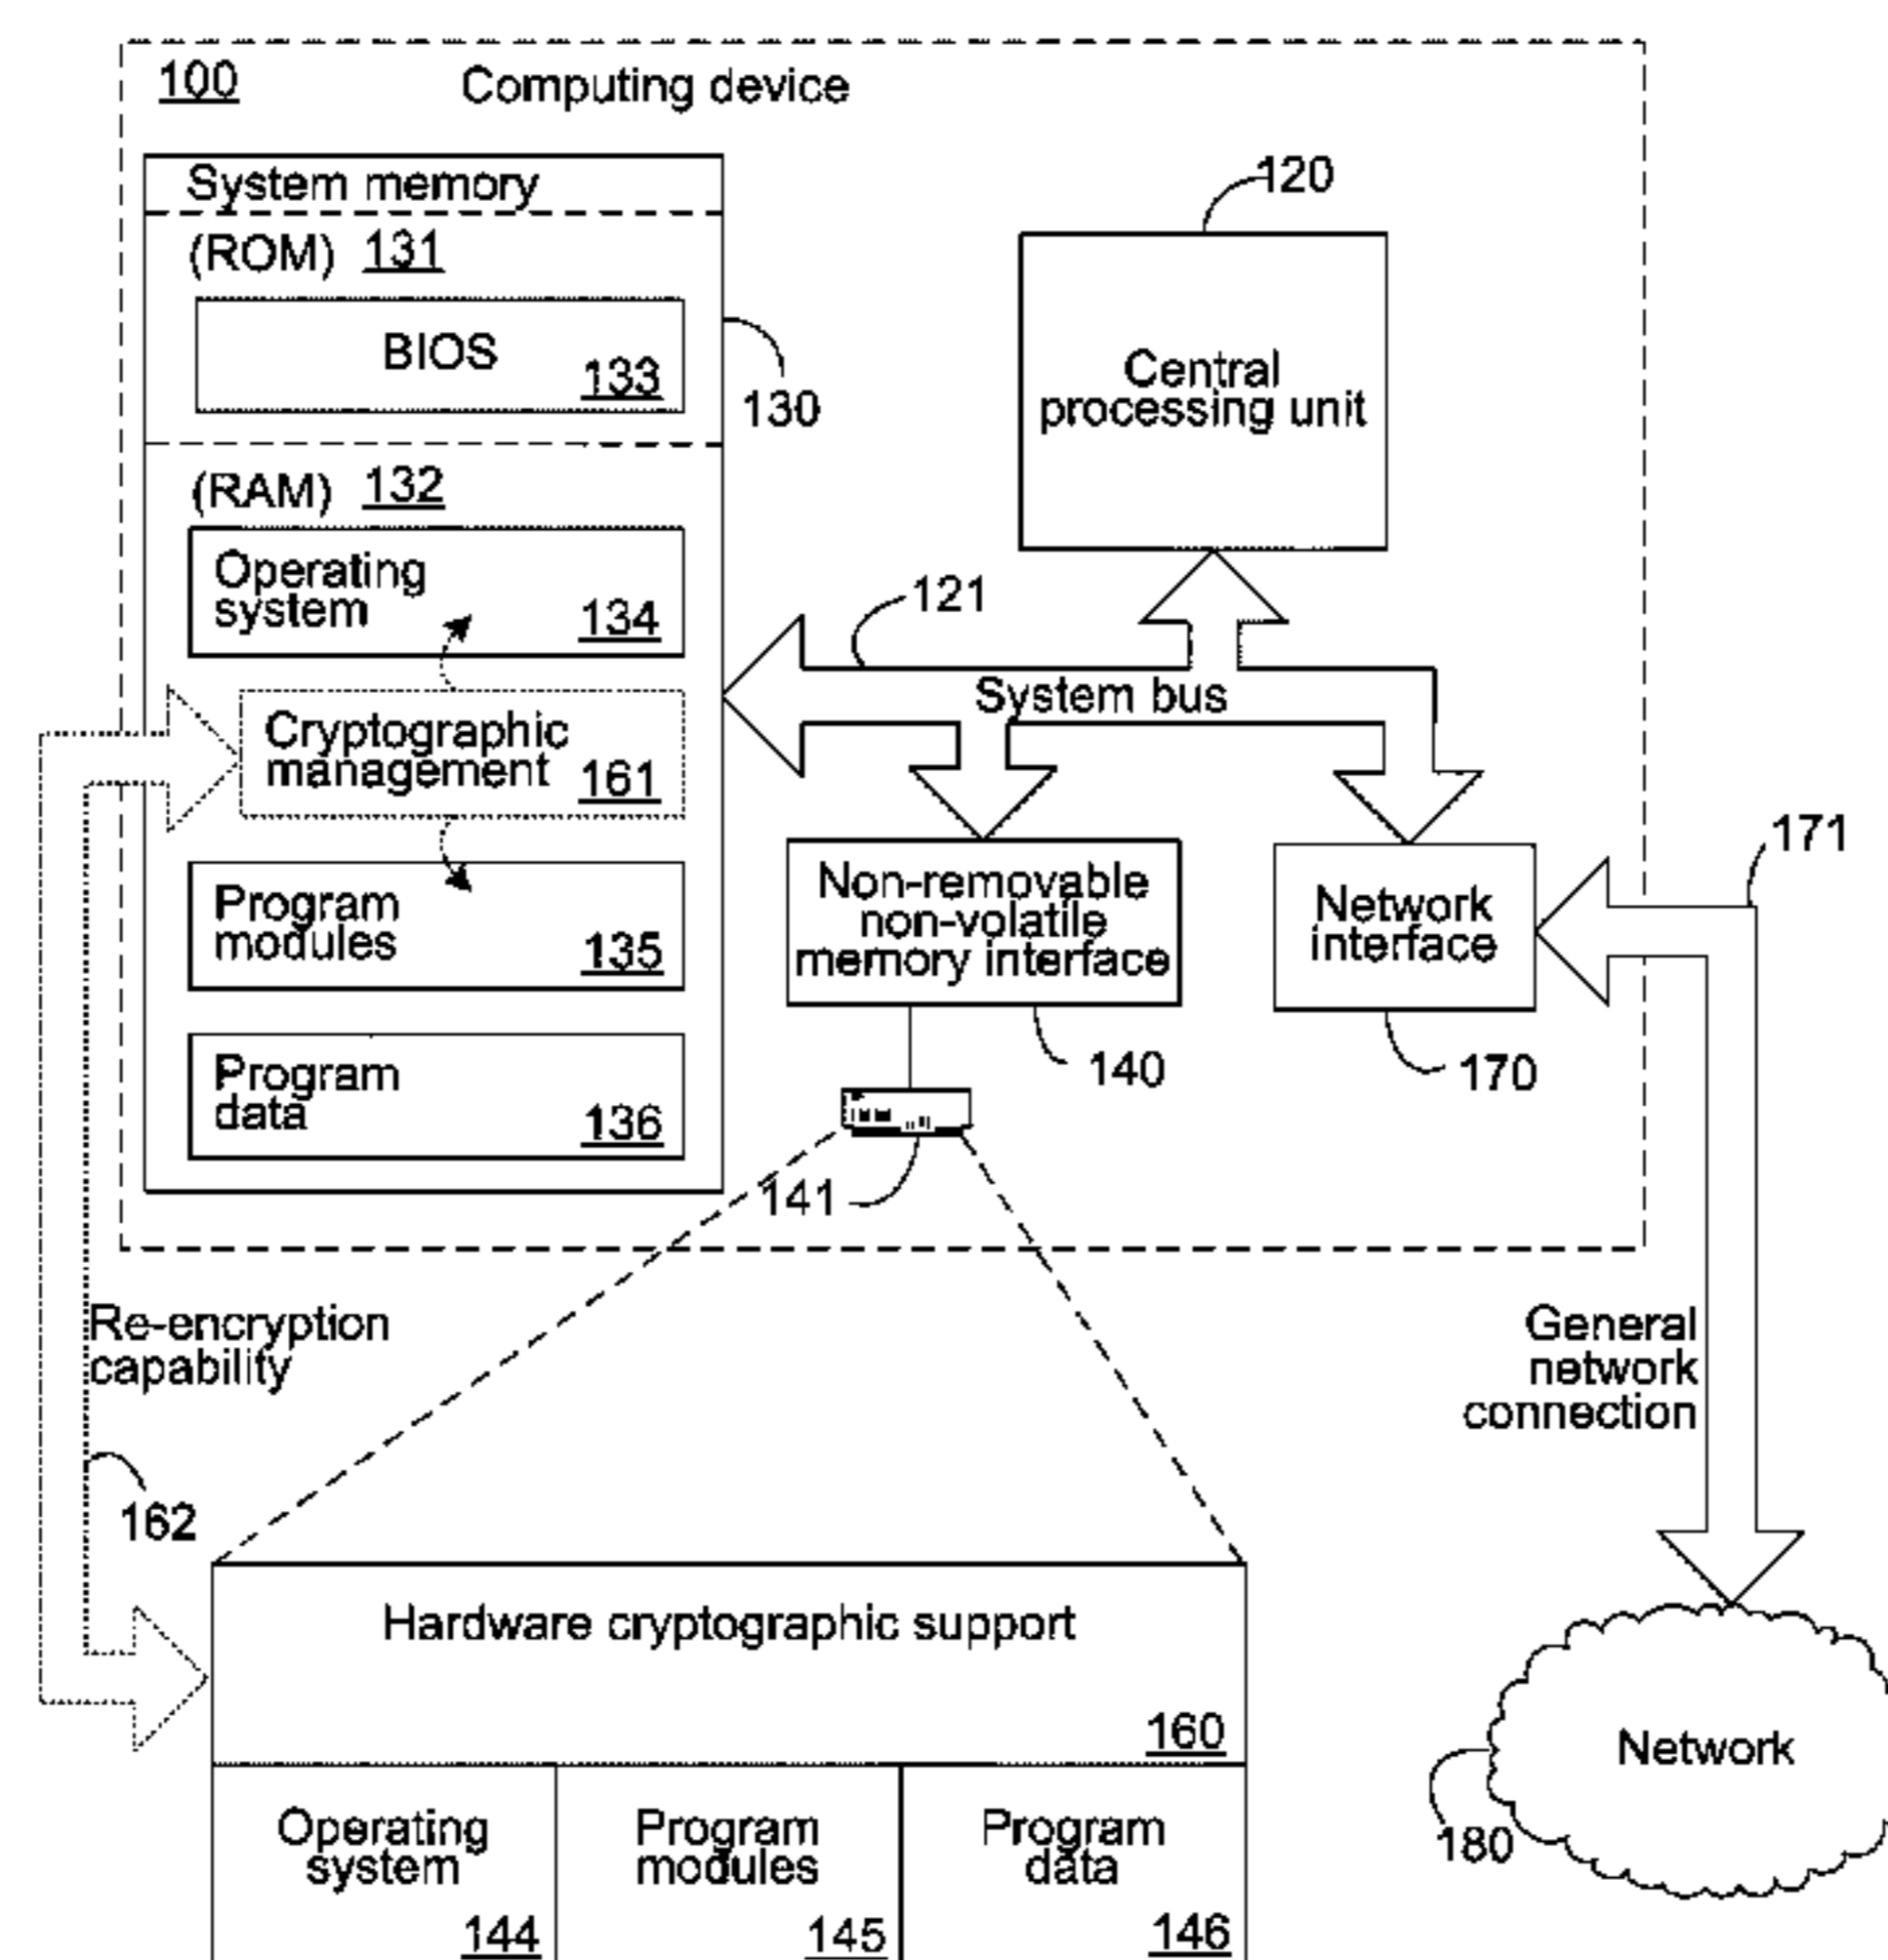 100
Computing device
System memory
(ROM) 131
BIOS
133
130
(RAM) 132
Operating
system
134
Cryptographic
management
161
Program
modules
135
Program
data
136
120
Central
processing unit
121
System bus
Non-removable
non-volatile
memory interface
140
141
Network
interface
170
171
Re-encryption
capability
162
General
network
connection
Hardware cryptographic support
160
Operating
system
144
Program
modules
145
Program
data
146
Network
180